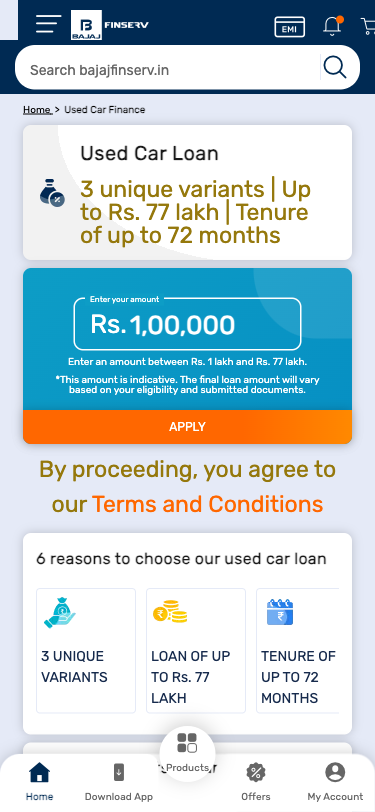 BAJAJ
FINSERV
EMI
Search bajajfinserv.in
Home > Used Car Finance
Used Car Loan
3 unique variants | Up
to Rs. 77 lakh | Tenure
of up to 72 months
Enter your amount
Rs. 1,00,000
Enter an amount between Rs. 1 lakh and Rs. 77 lakh.
*This amount is indicative. The final loan amount will vary
based on your eligibility and submitted documents.
APPLY
By proceeding, you agree to
our Terms and Conditions
6 reasons to choose our used car loan
3 UNIQUE
VARIANTS
LOAN OF UP
TO Rs. 77
LAKH
TENURE OF
UP TO 72
MONTHS
Home
Download App
Products
Offers
My Account